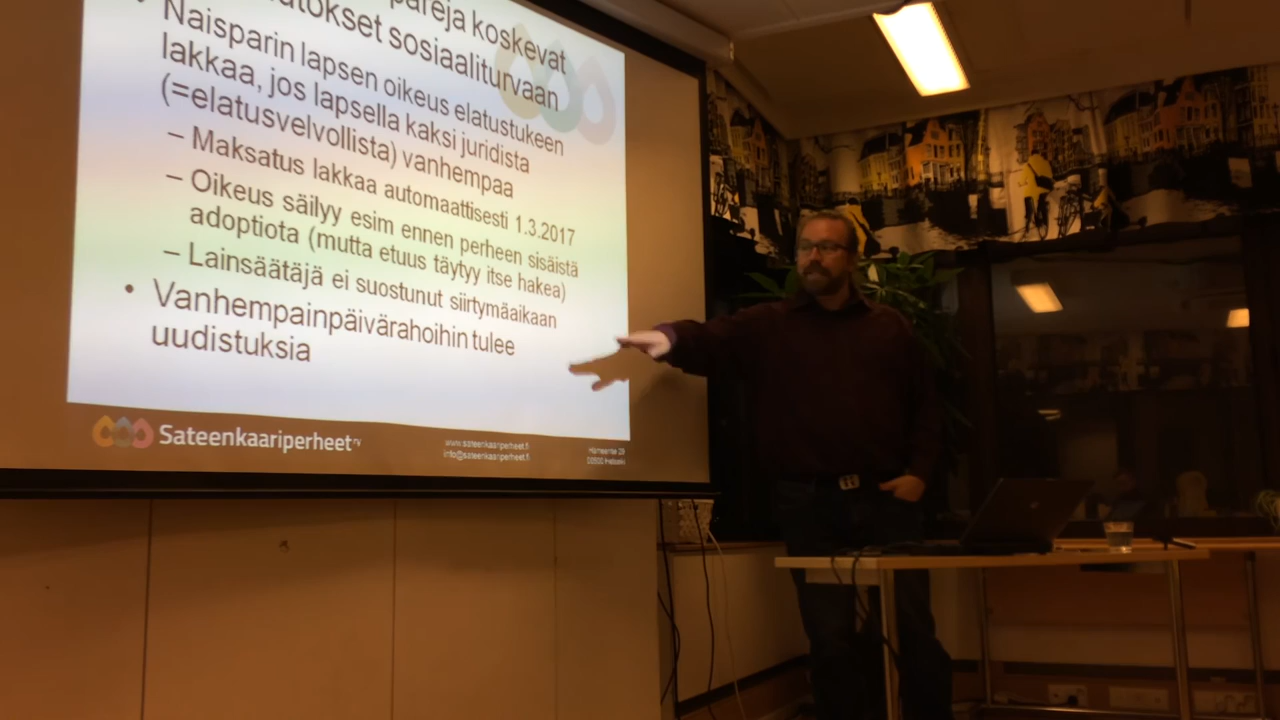 pareja koskevat
sosiaaliturvaan
Naisparin lapsen oikeus elatustukeen
lakkaa, jos lapsella kaksi juridista
(=elatusvelvollista) vanhempaa
– Maksatus lakkaa automaattisesti 1.3.2017
– Oikeus säilyy esim ennen perheen sisäistä
adoptiota (mutta etuus täytyy itse hakea)
– Lainsäätäjä ei suostunut siirtymäaikaan
• Vanhempainpäivärahoihin tulee
uudistuksia
Sateenkaariperheet ry
www.sateenkaariperheet.fi
info@sateenkaariperheet.fi